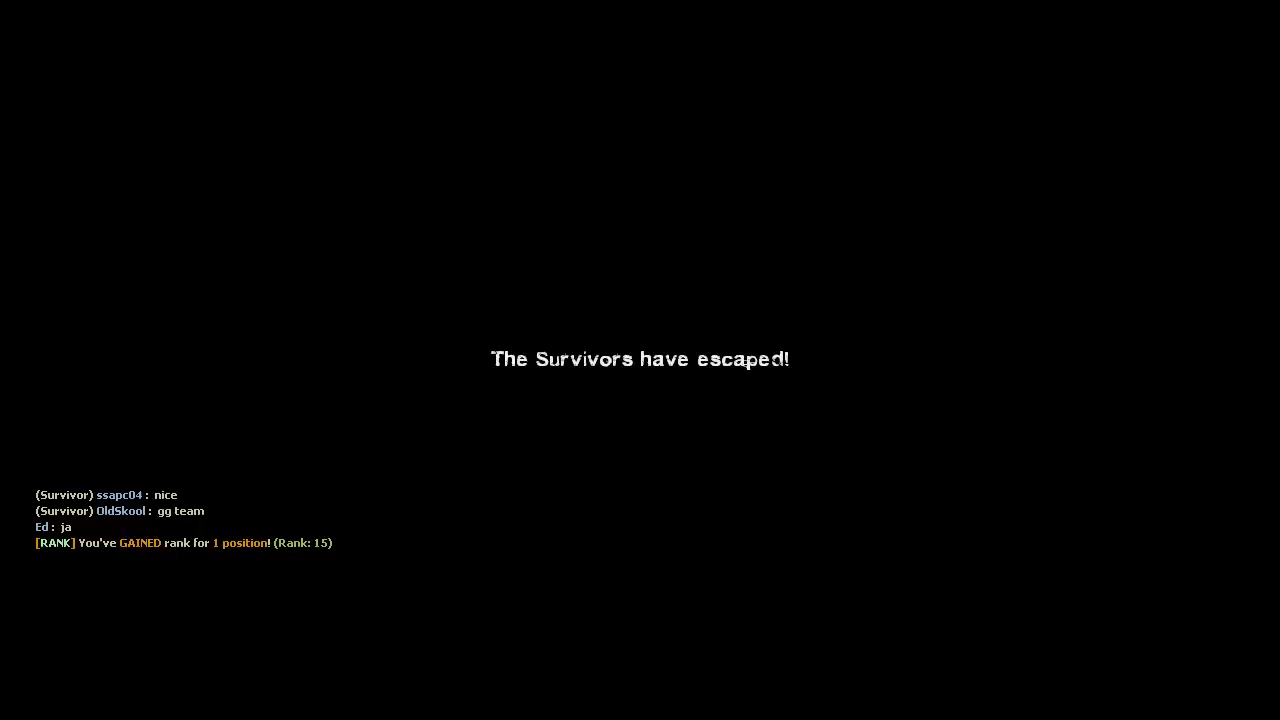 The Survivors have escaped!
(Survivor) ssapc04 : nice
(Survivor) OldSkool : gg team
Ed : ja
[RANK] You've GAINED rank for 1 position! (Rank: 15)